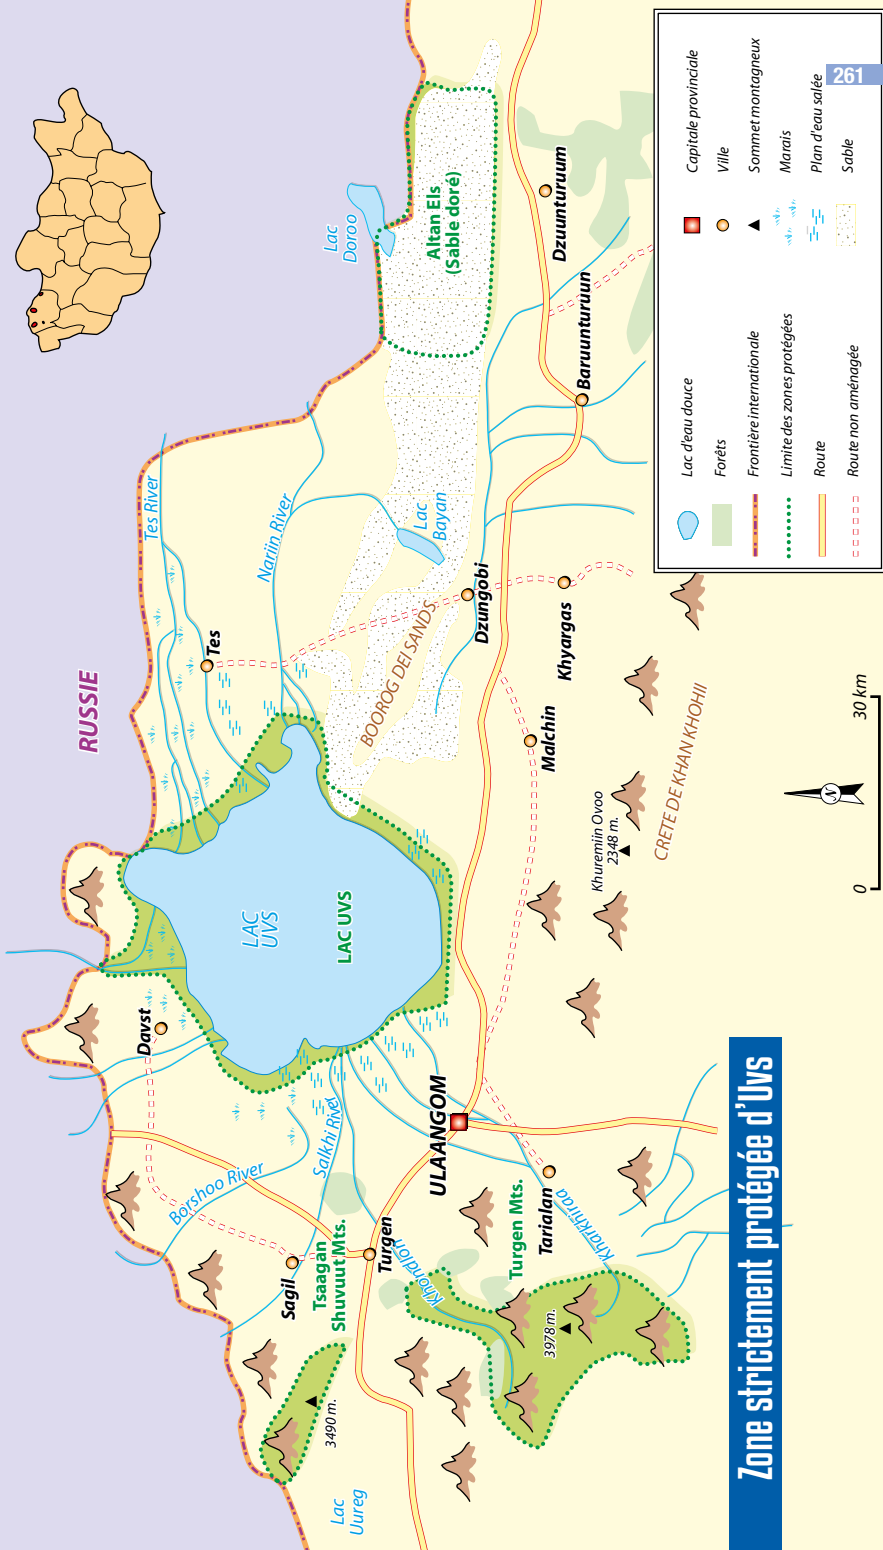 Zone strictement protégée d'Uvs
RUSSIE
Lac
Uureg
3490 m.
Sagil
Tsaagan
Shuvuut Mts.
Turgen
Borshoo River
Salkhi River
Davst
LAC
UVS
LAC UVS
Tes
Tes River
Nariin River
BOOROG DEI SANDS
Lac
Bayan
Lac
Doroo
Altan Els
(Sable doré)
Dzungobi
Khyargas
Malchin
Baruunturuun
Dzuunturuum
ULAANGOM
Khondlon
Turgen Mts.
Tarialan
Kharkhiraa
3978 m.
Khuremiin Ovoo
2348 m.
CRETE DE KHAN KHOHII
N
0
30 km
Lac d'eau douce
Forêts
Frontière internationale
Limite des zones protégées
Route
Route non aménagée
Capitale provinciale
Ville
Sommet montagneux
Marais
Plan d'eau salée
Sable
261